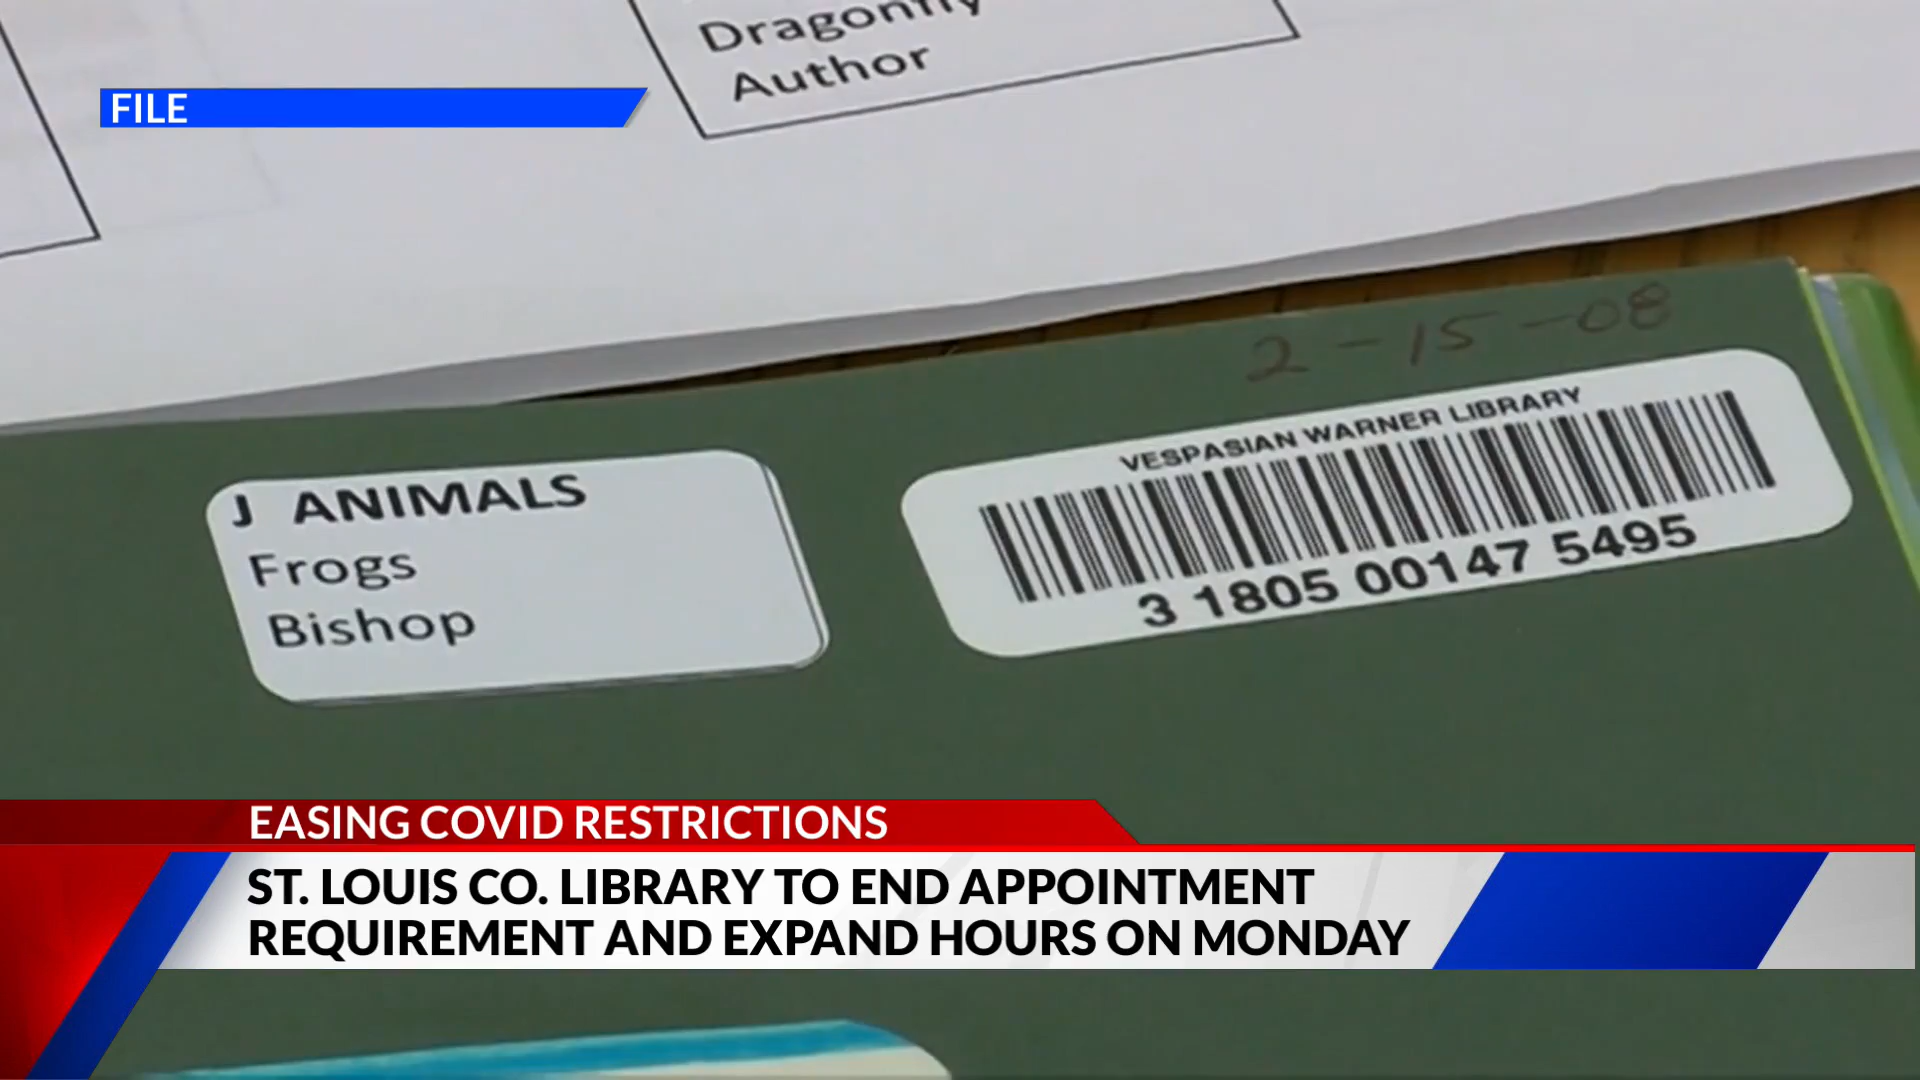 Dragonfly
Author
FILE
2-15-08
VESPASIAN WARNER LIBRARY
3 1805 00147 5495
J ANIMALS
Frogs
Bishop
EASING COVID RESTRICTIONS
ST. LOUIS CO. LIBRARY TO END APPOINTMENT
REQUIREMENT AND EXPAND HOURS ON MONDAY